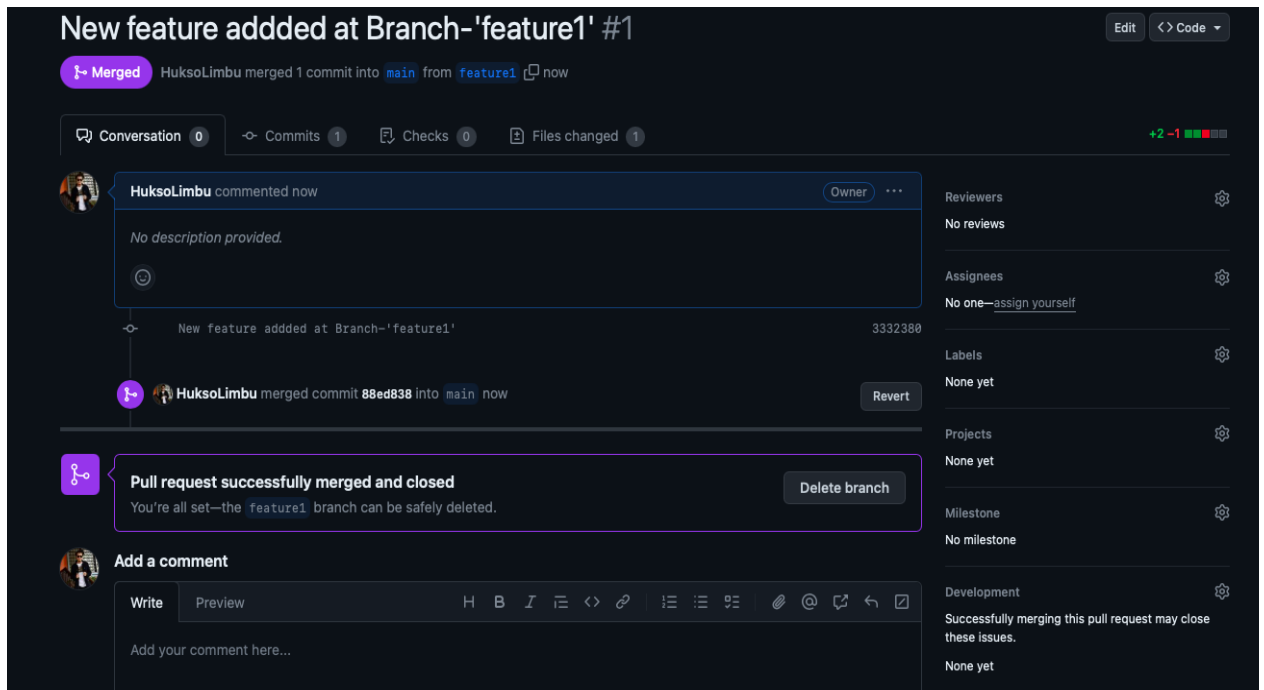 New feature addded at Branch-'feature1' #1
Edit
<> Code
Merged
HuksoLimbu merged 1 commit into main from feature1 now
Conversation 0
Commits 1
Checks 0
Files changed 1
+2 −1
HuksoLimbu commented now
Owner
...
No description provided.
New feature addded at Branch-'feature1'
3332380
HuksoLimbu merged commit 88ed838 into main now
Revert
Pull request successfully merged and closed
You're all set—the feature1 branch can be safely deleted.
Delete branch
Add a comment
Write
Preview
H B I <> @
Add your comment here...
Reviewers
No reviews
Assignees
No one—assign yourself
Labels
None yet
Projects
None yet
Milestone
No milestone
Development
Successfully merging this pull request may close
these issues.
None yet